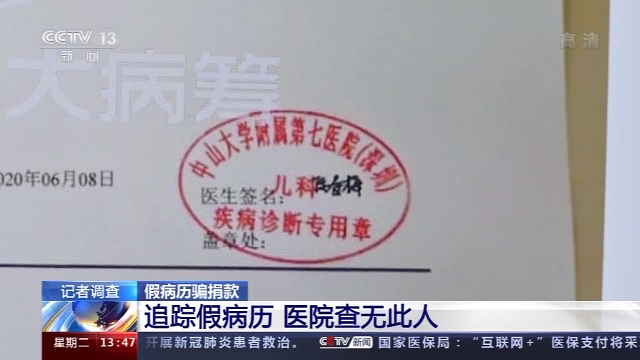 CCTV 13
新闻
高清
大病筹
中山大学附属第七医院(深圳)
2020年06月08日
医生签名:
儿科
疾病诊断专用章
盖章处:
记者调查
假病历骗捐款
追踪假病历 医院查无此人
星期二 13:47 开展新冠肺炎患者救治。 CCTV新闻 国家医保局:"互联网+"医保支付将采